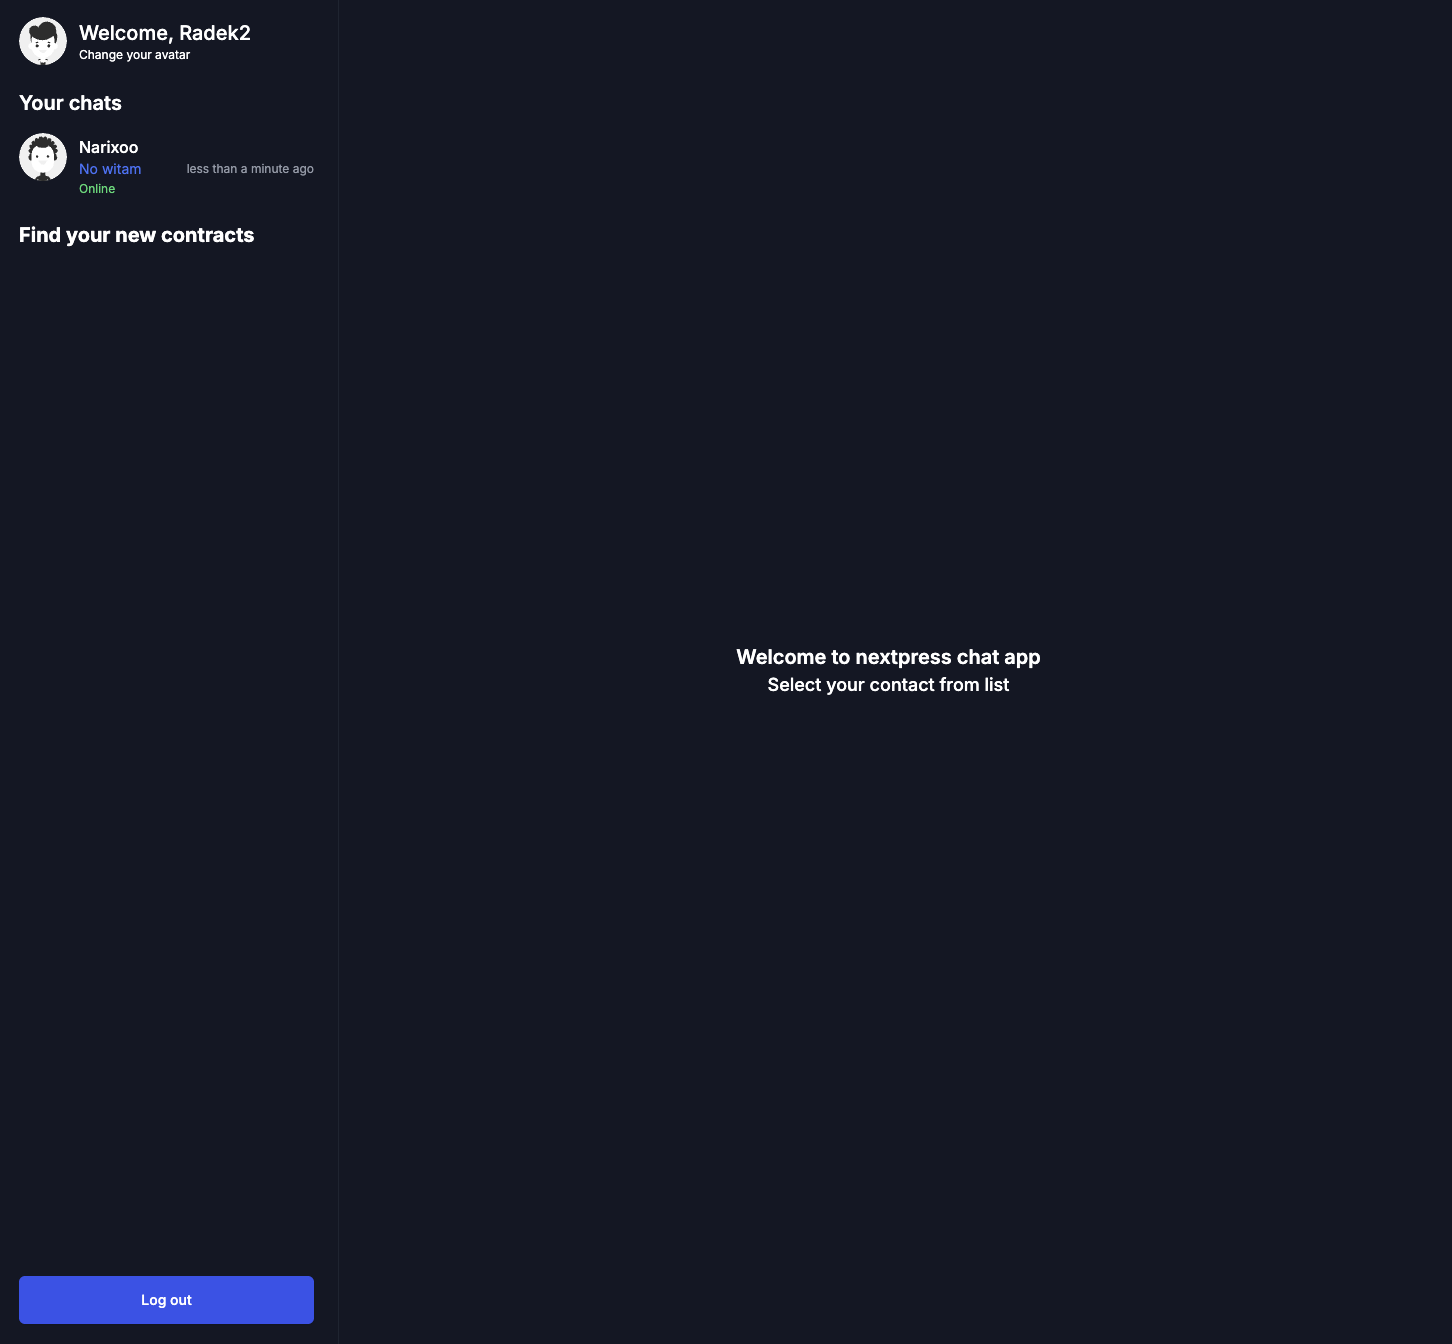 Welcome, Radek2
Change your avatar
Your chats
Narixoo
No witam
less than a minute ago
Online
Find your new contracts
Welcome to nextpress chat app
Select your contact from list
Log out